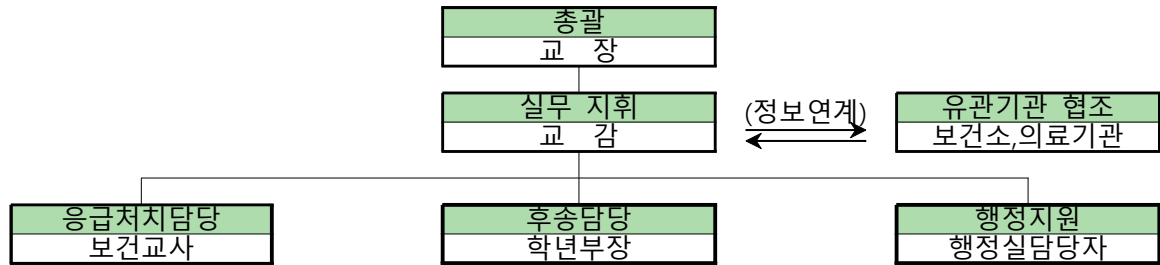 총괄
교 장
실무 지휘
교 감
(정보연계)
유관기관 협조
보건소,의료기관
응급처치담당
보건교사
후송담당
학년부장
행정지원
행정실담당자